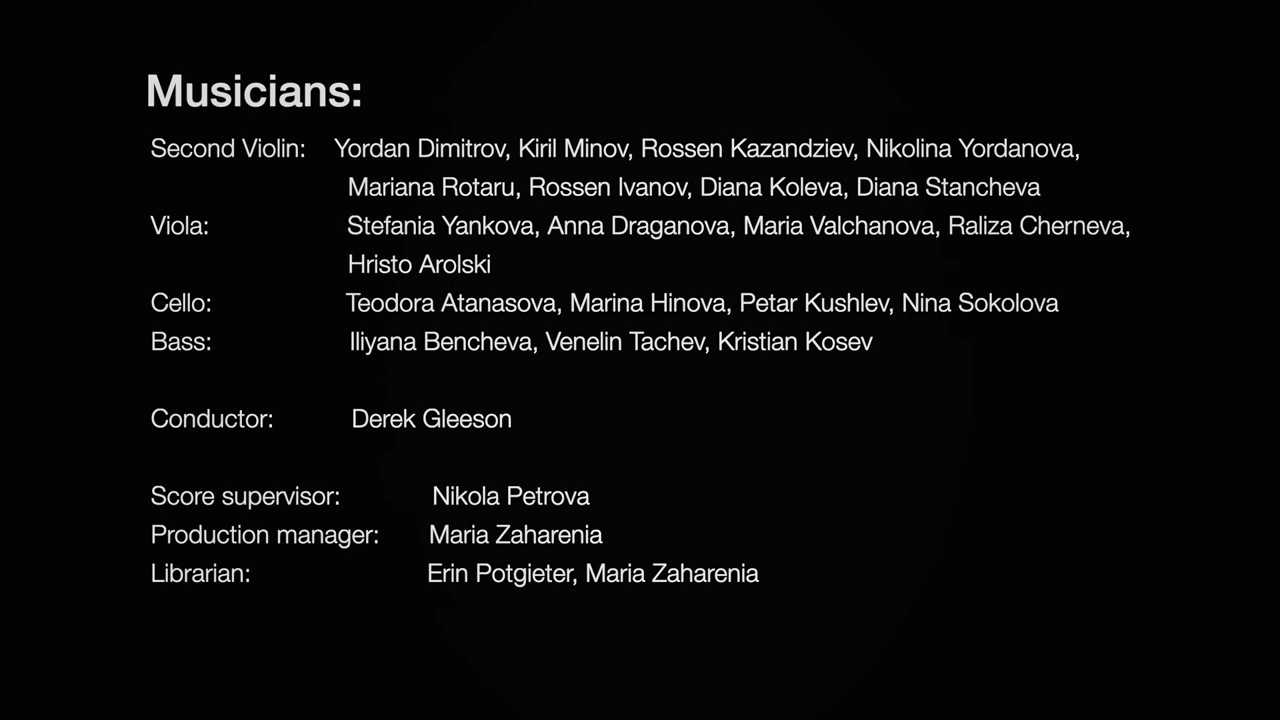 Musicians:
Second Violin: Yordan Dimitrov, Kiril Minov, Rossen Kazandziev, Nikolina Yordanova,
Mariana Rotaru, Rossen Ivanov, Diana Koleva, Diana Stancheva
Viola: Stefania Yankova, Anna Draganova, Maria Valchanova, Raliza Cherneva,
Hristo Arolski
Cello: Teodora Atanasova, Marina Hinova, Petar Kushlev, Nina Sokolova
Bass: Iliyana Bencheva, Venelin Tachev, Kristian Kosev
Conductor: Derek Gleeson
Score supervisor: Nikola Petrova
Production manager: Maria Zaharenia
Librarian: Erin Potgieter, Maria Zaharenia